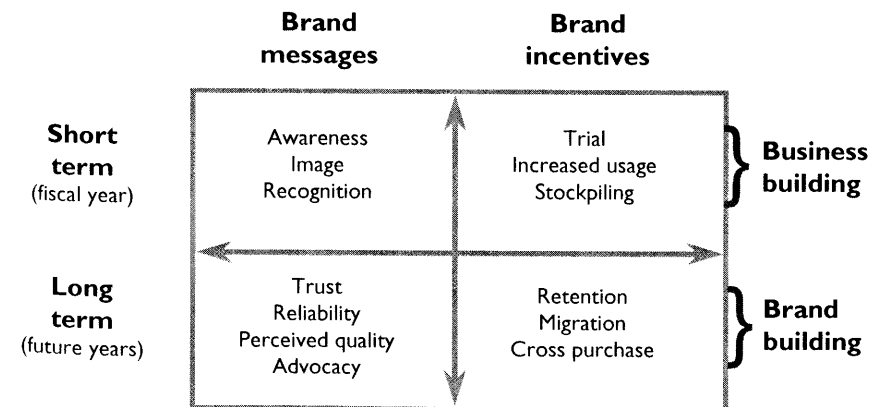 Brand
messages
Brand
incentives
Short
term
(fiscal year)
Awareness
Image
Recognition
Trial
Increased usage
Stockpiling
Business
building
Long
term
(future years)
Trust
Reliability
Perceived quality
Advocacy
Retention
Migration
Cross purchase
Brand
building